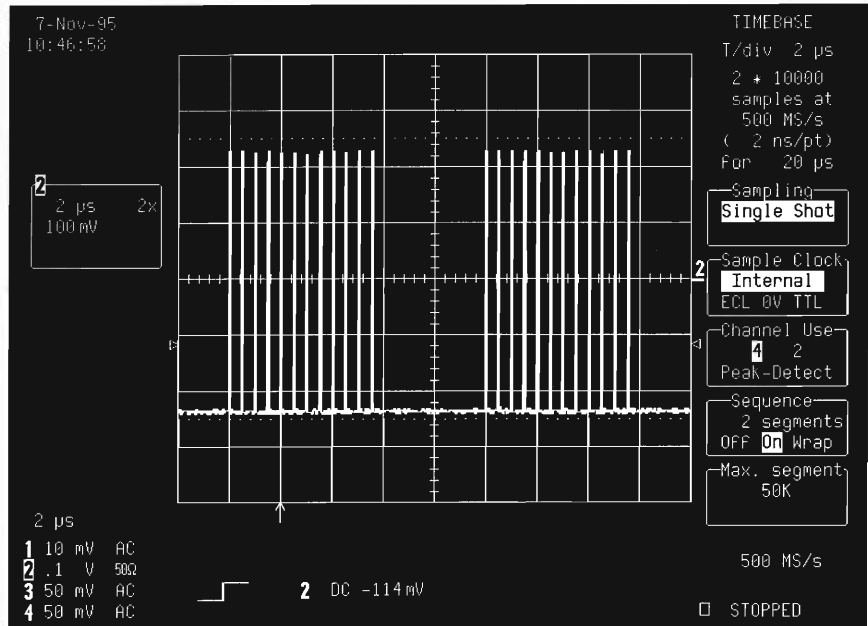 7-Nov-95
10:46:58
2
2 µs 2x
100mV
TIMEBASE
T/div 2 µs
2 * 10000
samples at
500 MS/s
( 2 ns/pt)
for 20 µs
Sampling
Single Shot
2
Sample Clock
Internal
ECL 0V TTL
Channel Use
4 2
Peak-Detect
Sequence
2 segments
Off On Wrap
Max. segment
50K
2 µs
1 10 mV AC
2 .1 V 50Ω
3 50 mV AC
4 50 mV AC
2 DC -114mV
500 MS/s
STOPPED